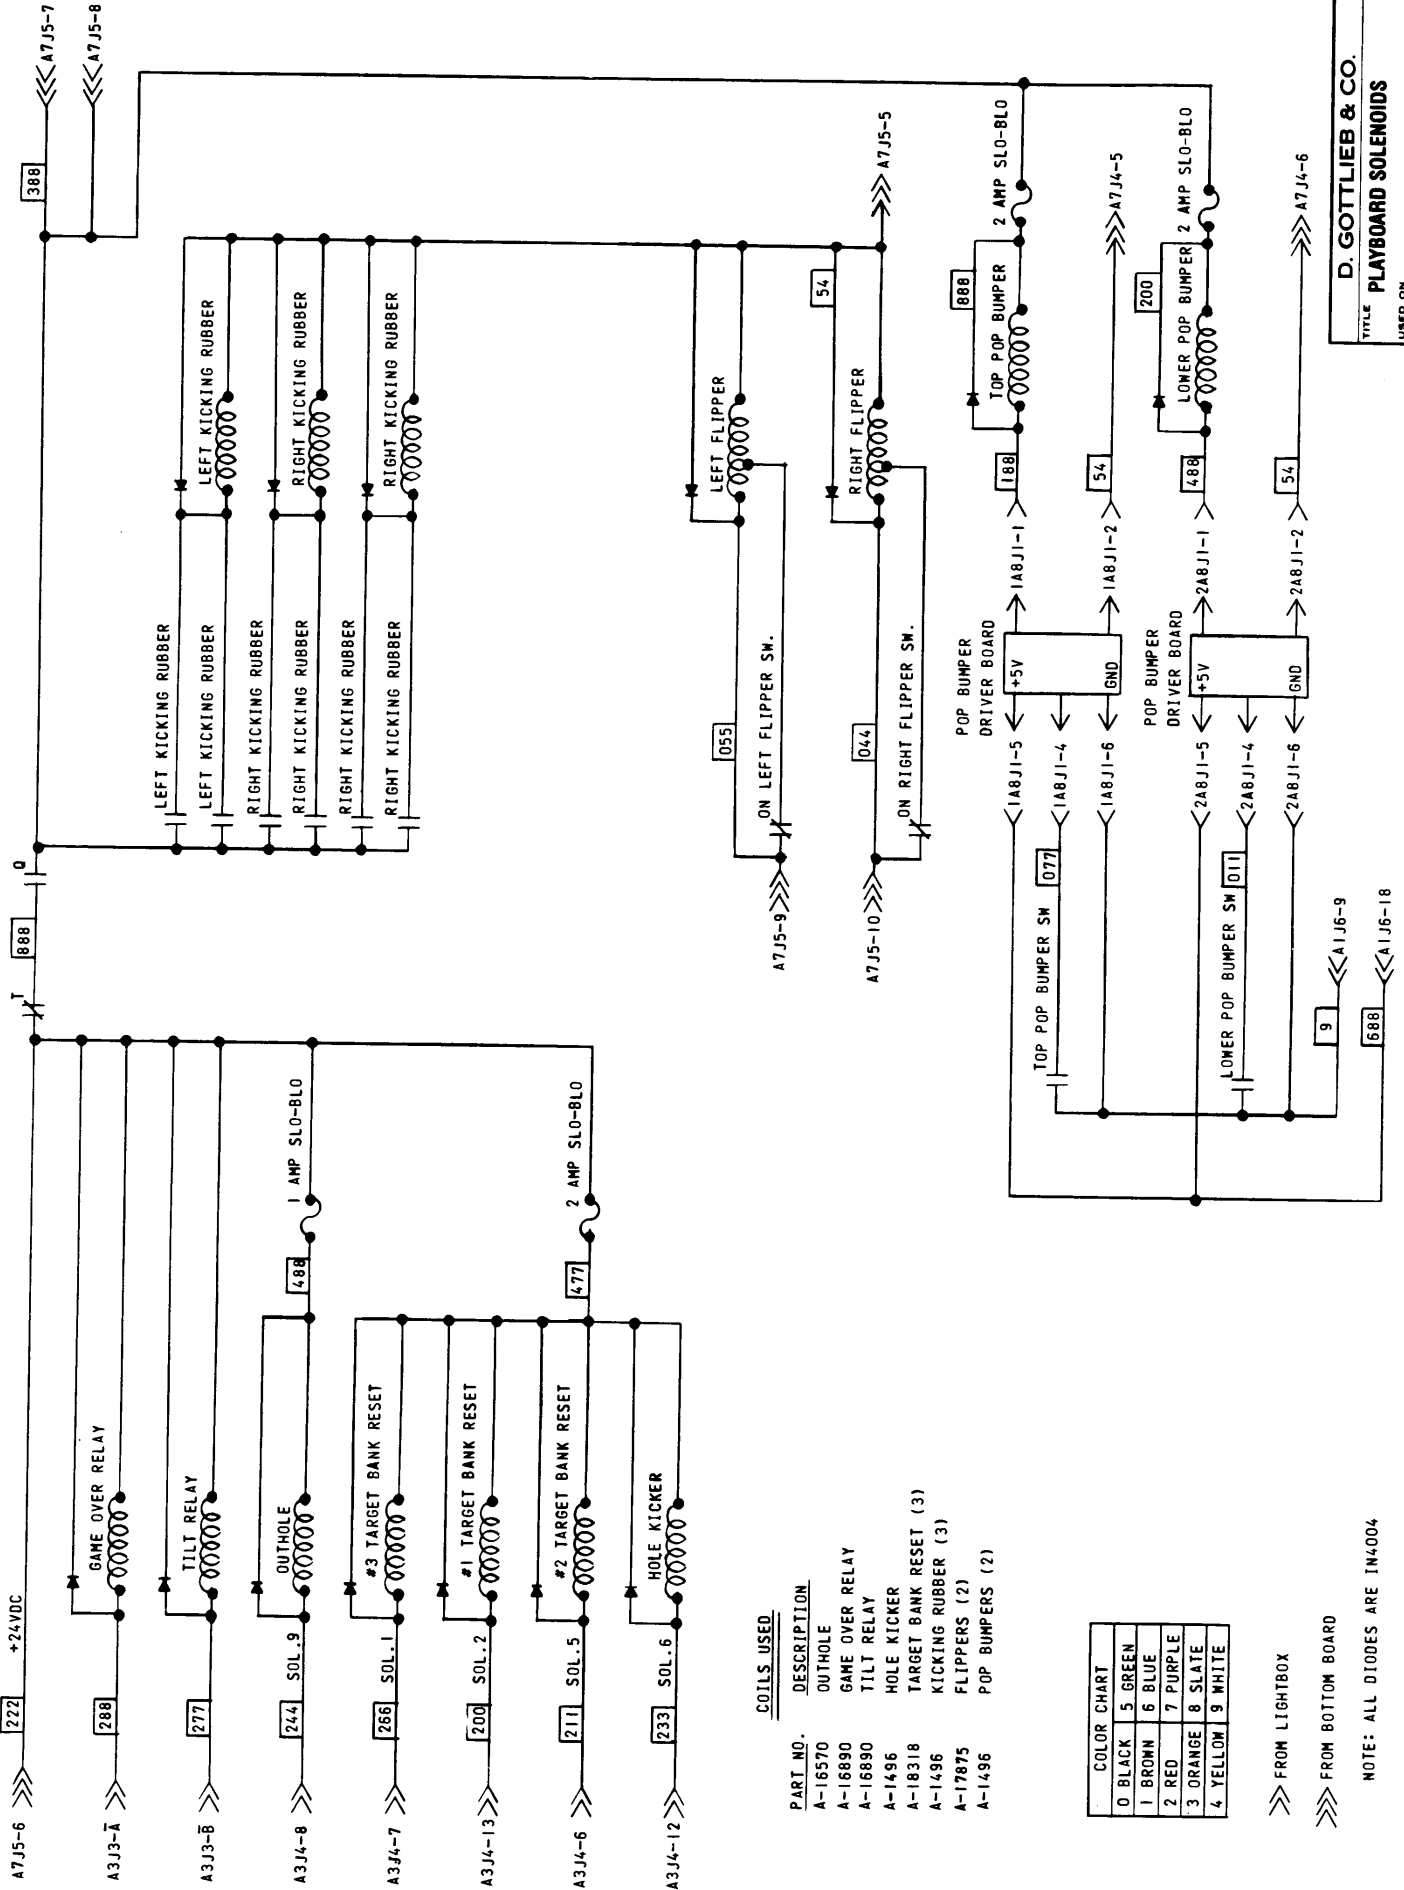 A7J5-6
222
+24VDC
T
888
Q
388
A7J5-7
A7J5-8
A3J3-A̅
288
GAME OVER RELAY
A3J3-B̅
277
TILT RELAY
A3J4-8
244
SOL.9
OUTHOLE
488
1 AMP SLO-BLO
A3J4-7
266
SOL.1
#3 TARGET BANK RESET
A3J4-13
200
SOL.2
#1 TARGET BANK RESET
A3J4-6
211
SOL.5
#2 TARGET BANK RESET
477
2 AMP SLO-BLO
A3J4-12
233
SOL.6
HOLE KICKER
LEFT KICKING RUBBER
LEFT KICKING RUBBER
LEFT KICKING RUBBER
RIGHT KICKING RUBBER
RIGHT KICKING RUBBER
RIGHT KICKING RUBBER
RIGHT KICKING RUBBER
RIGHT KICKING RUBBER
RIGHT KICKING RUBBER
A7J5-9
055
ON LEFT FLIPPER SW.
LEFT FLIPPER
A7J5-10
044
ON RIGHT FLIPPER SW.
RIGHT FLIPPER
54
A7J5-5
POP BUMPER
DRIVER BOARD
+5V
GND
1A8J1-5
1A8J1-4
1A8J1-6
1A8J1-1
1A8J1-2
077
TOP POP BUMPER SW
188
TOP POP BUMPER
888
2 AMP SLO-BLO
54
A7J4-5
POP BUMPER
DRIVER BOARD
+5V
GND
2A8J1-5
2A8J1-4
2A8J1-6
2A8J1-1
2A8J1-2
011
LOWER POP BUMPER SW
488
LOWER POP BUMPER
200
2 AMP SLO-BLO
54
A7J4-6
9
A1J6-9
688
A1J6-18
COILS USED
PART NO. DESCRIPTION
A-16570 OUTHOLE
A-16890 GAME OVER RELAY
A-16890 TILT RELAY
A-1496 HOLE KICKER
A-18318 TARGET BANK RESET (3)
A-1496 KICKING RUBBER (3)
A-17875 FLIPPERS (2)
A-1496 POP BUMPERS (2)
COLOR CHART
0 BLACK 5 GREEN
1 BROWN 6 BLUE
2 RED 7 PURPLE
3 ORANGE 8 SLATE
4 YELLOW 9 WHITE
FROM LIGHTBOX
FROM BOTTOM BOARD
NOTE: ALL DIODES ARE IN4004
D. GOTTLIEB & CO.
TITLE PLAYBOARD SOLENOIDS
USED ON